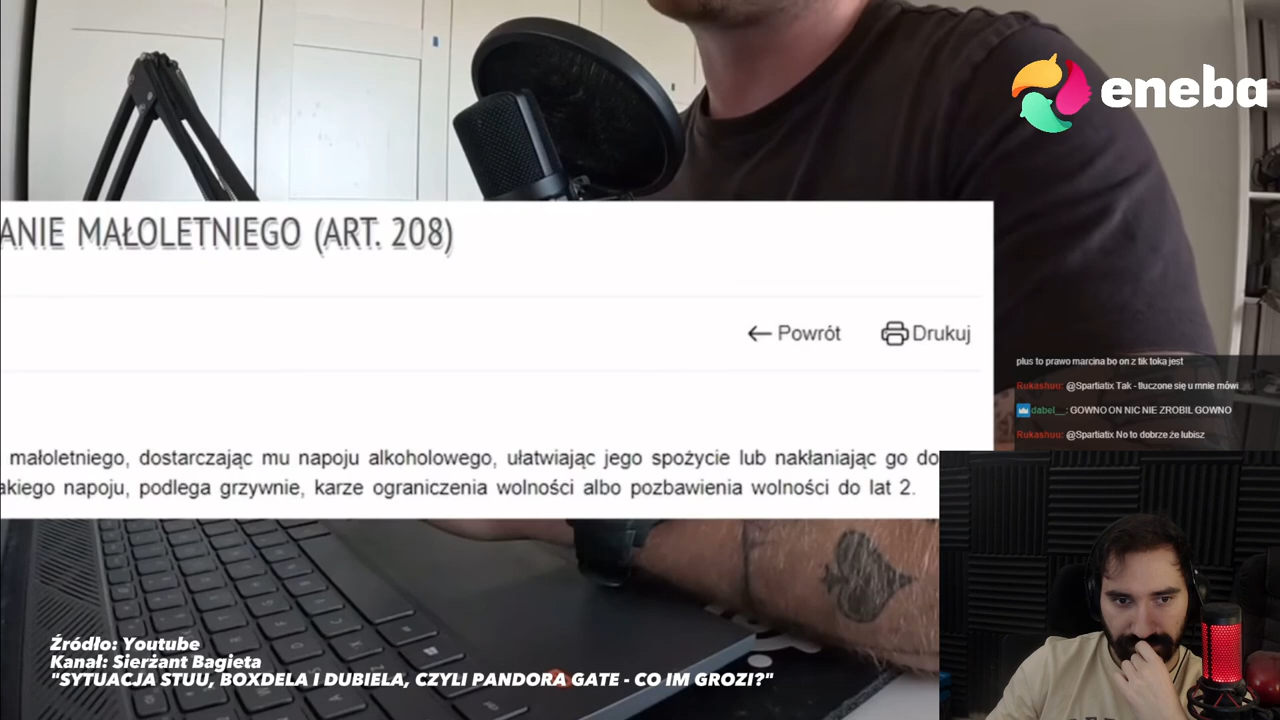 eneba
ANIE MAŁOLETNIEGO (ART. 208)
Powrót
Drukuj
plus to prawo marcina bo on z tik toka jest
Rukashuu: @Spartiatix Tak - tłuczone się u mnie mówi
dabel__: GOWNO ON NIC NIE ZROBIL GOWNO
Rukashuu: @Spartiatix No to dobrze że lubisz
małoletniego, dostarczając mu napoju alkoholowego, ułatwiając jego spożycie lub nakłaniając go do
akiego napoju, podlega grzywnie, karze ograniczenia wolności albo pozbawienia wolności do lat 2.
Źródło: Youtube
Kanał: Sierżant Bagieta
"SYTUACJA STUU, BOXDELA I DUBIELA, CZYLI PANDORA GATE - CO IM GROZI?"